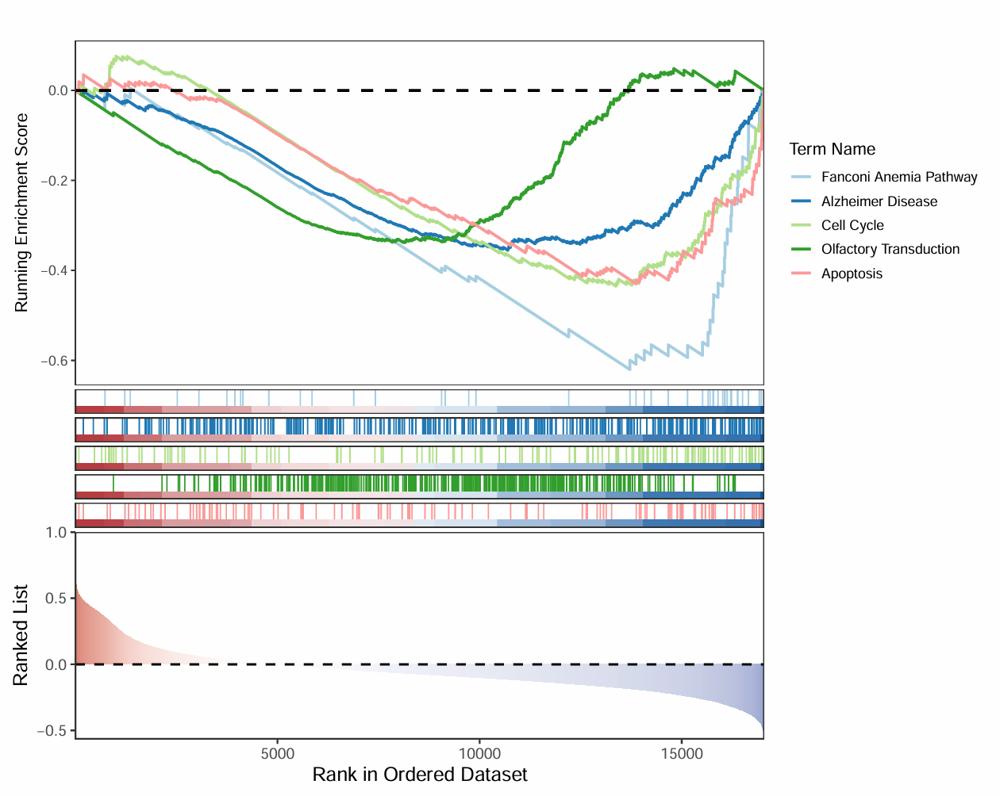 Running Enrichment Score
0.0
−0.2
−0.4
−0.6
Term Name
Fanconi Anemia Pathway
Alzheimer Disease
Cell Cycle
Olfactory Transduction
Apoptosis
Ranked List
1.0
0.5
0.0
−0.5
5000
10000
15000
Rank in Ordered Dataset